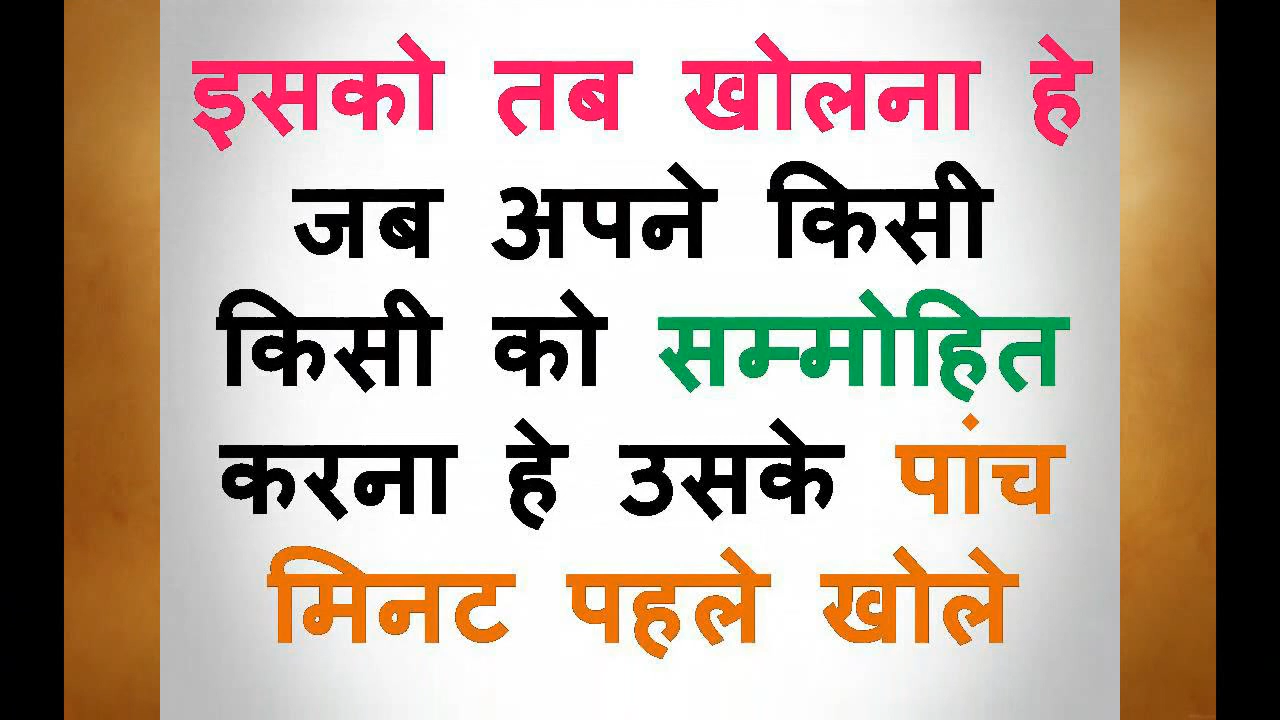 इसको तब खोलना हे
जब अपने किसी
किसी को सम्मोहित
करना हे उसके पांच
मिनट पहले खोले